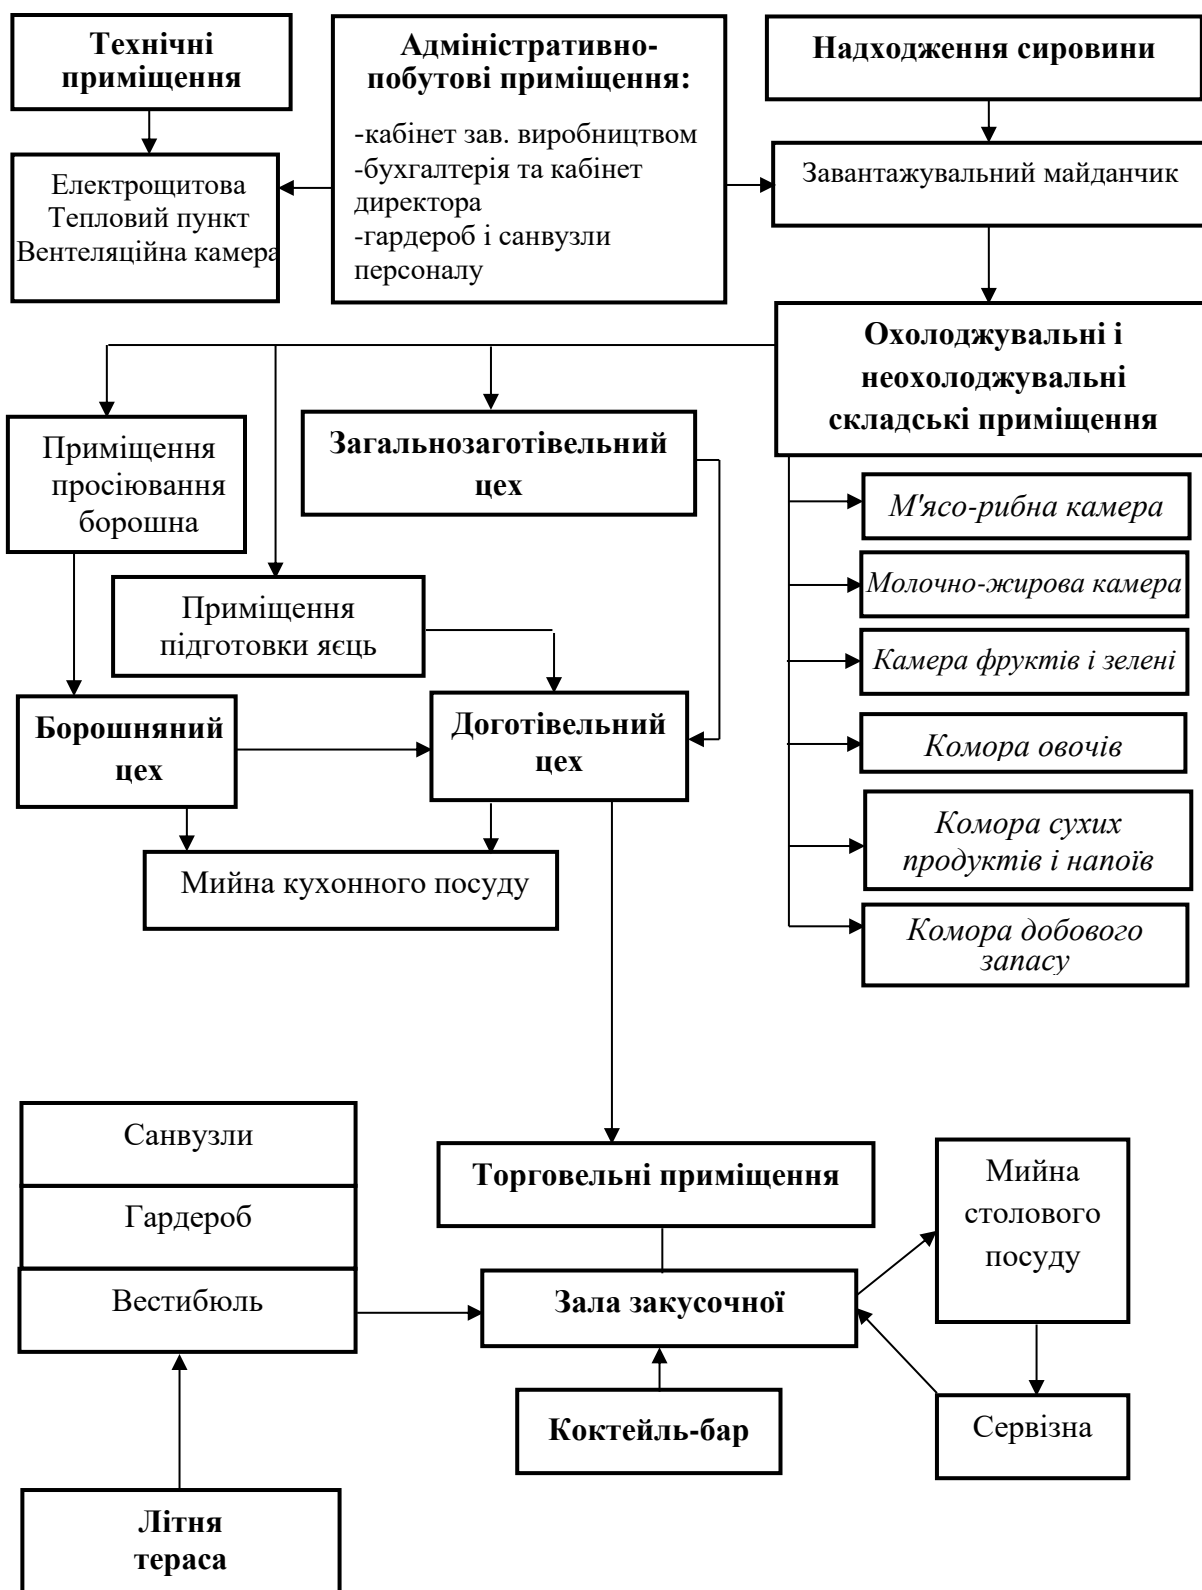 Технічні
приміщення
Адміністративно-
побутові приміщення:
-кабінет зав. виробництвом
-бухгалтерія та кабінет
директора
-гардероб і санвузли
персоналу
Надходження сировини
Електрощитова
Тепловий пункт
Вентеляційна камера
Завантажувальний майданчик
Охолоджувальні і
неохолоджувальні
складські приміщення
Приміщення
просіювання
борошна
Загальнозаготівельний
цех
М'ясо-рибна камера
Молочно-жирова камера
Камера фруктів і зелені
Комора овочів
Комора сухих
продуктів і напоїв
Комора добового
запасу
Приміщення
підготовки яєць
Борошняний
цех
Доготівельний
цех
Мийна кухонного посуду
Санвузли
Гардероб
Вестибюль
Торговельні приміщення
Зала закусочної
Мийна
столового
посуду
Коктейль-бар
Сервізна
Літня
тераса